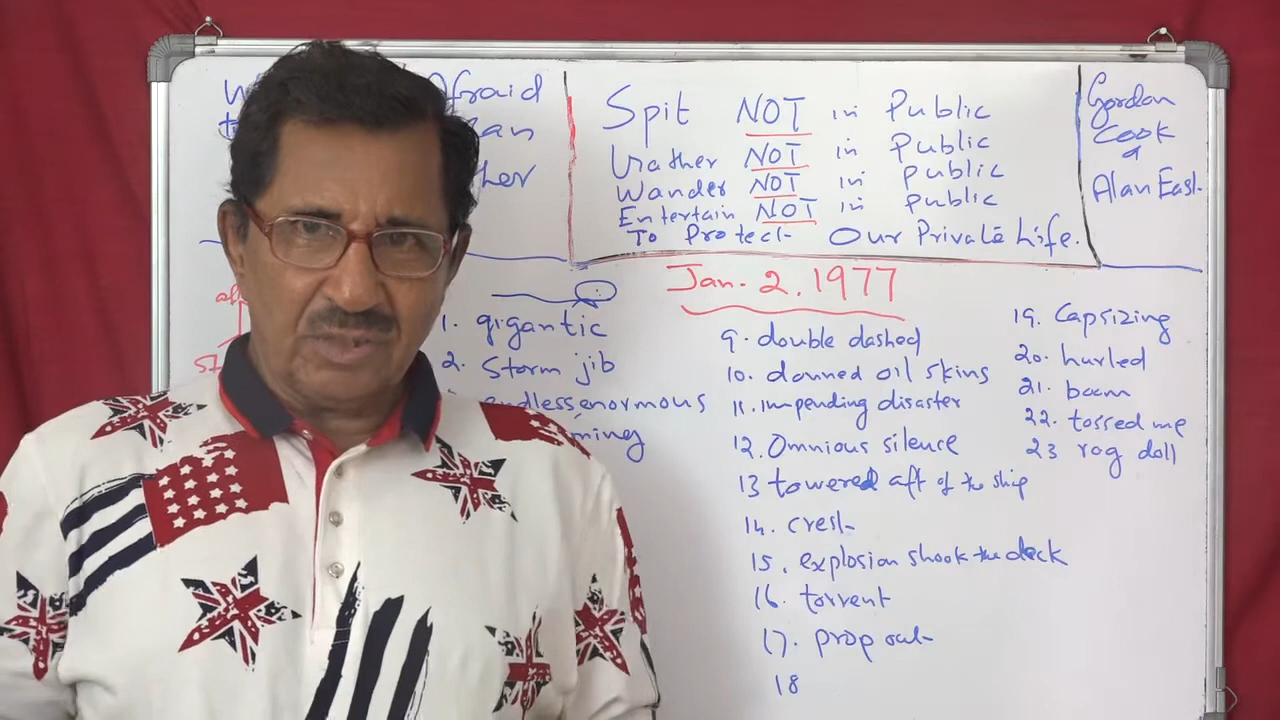 Afraid
Spit NOT in Public
Urather NOT in Public
Wander NOT in Public
Entertain NOT in Public
To Protect Our Private Life.
Gordon
Cook
&
Alan East
Jan. 2. 1977
1. gigantic
2. Storm jib
endless, enormous
9. double dashed
10. donned oil skins
11. impending disaster
12. Omnious silence
13 towered aft of the ship
14. crest
15. explosion shook the deck
16. torrent
17. prop out
18
19. Capsizing
20. hurled
21. boom
22. tossed me
23 rag doll